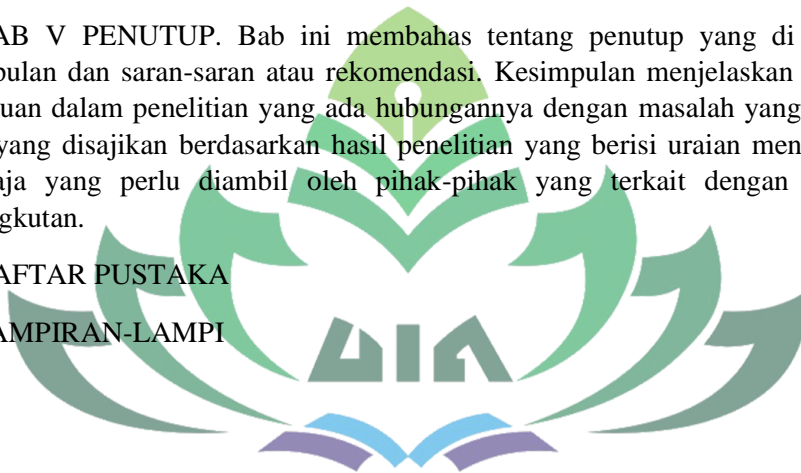 AB V PENUTUP. Bab ini membahas tentang penutup yang di
pulan dan saran-saran atau rekomendasi. Kesimpulan menjelaskan
uan dalam penelitian yang ada hubungannya dengan masalah yang
yang disajikan berdasarkan hasil penelitian yang berisi uraian men
aja yang perlu diambil oleh pihak-pihak yang terkait dengan
gkutan.
AFTAR PUSTAKA
AMPIRAN-LAMPI
UIN